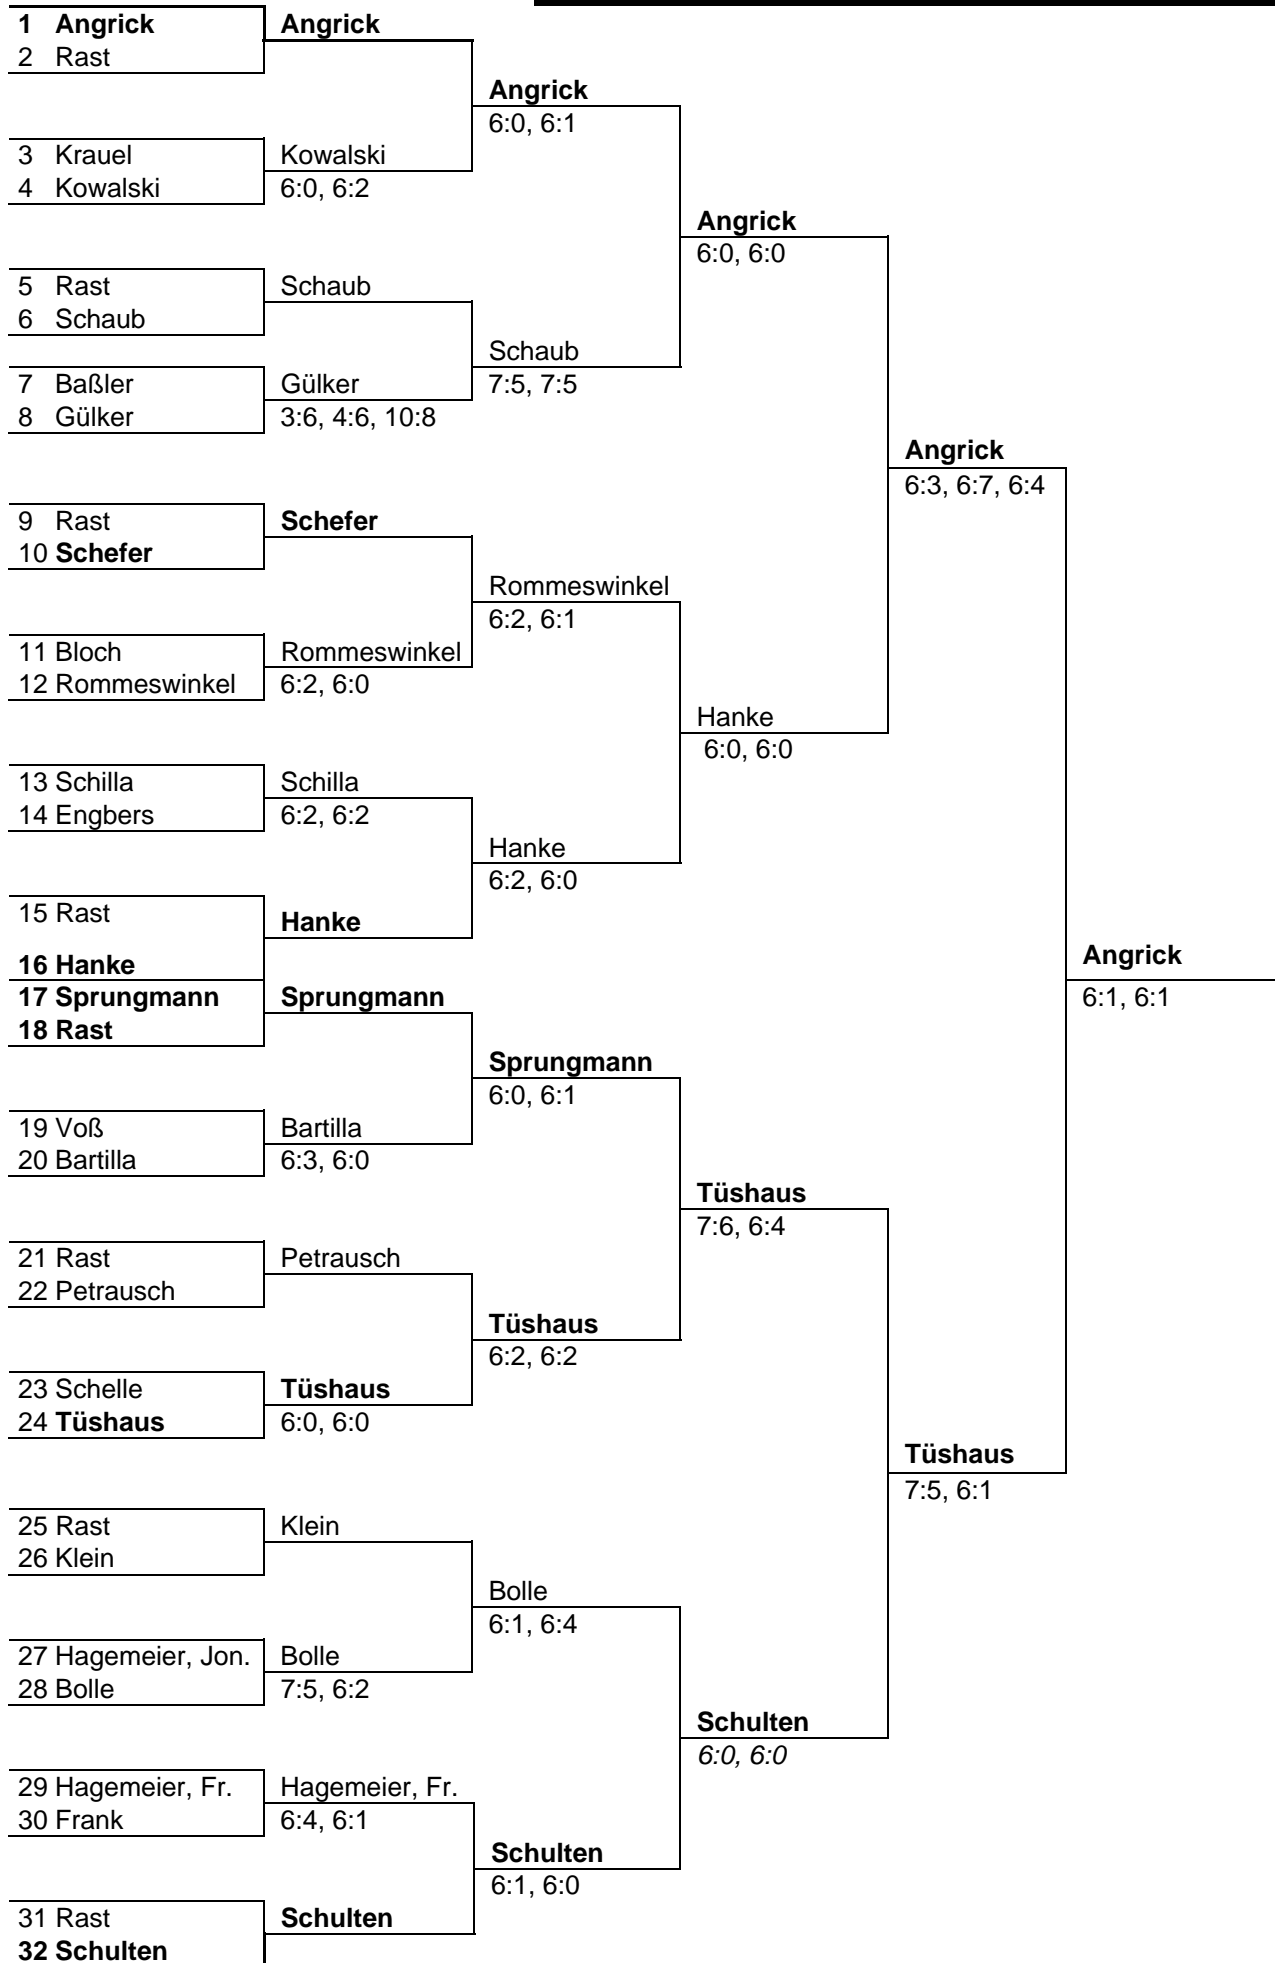 1 Angrick
Angrick
2 Rast
Angrick
6:0, 6:1
3 Krauel
Kowalski
4 Kowalski
6:0, 6:2
Angrick
6:0, 6:0
5 Rast
Schaub
6 Schaub
Schaub
7:5, 7:5
7 Baßler
Gülker
8 Gülker
3:6, 4:6, 10:8
Angrick
6:3, 6:7, 6:4
9 Rast
Schefer
10 Schefer
Rommeswinkel
6:2, 6:1
11 Bloch
Rommeswinkel
12 Rommeswinkel
6:2, 6:0
Hanke
6:0, 6:0
13 Schilla
Schilla
14 Engbers
6:2, 6:2
Hanke
6:2, 6:0
15 Rast
Hanke
16 Hanke
Angrick
6:1, 6:1
17 Sprungmann
Sprungmann
18 Rast
Sprungmann
6:0, 6:1
19 Voß
Bartilla
20 Bartilla
6:3, 6:0
Tüshaus
7:6, 6:4
21 Rast
Petrausch
22 Petrausch
Tüshaus
6:2, 6:2
23 Schelle
Tüshaus
24 Tüshaus
6:0, 6:0
Tüshaus
7:5, 6:1
25 Rast
Klein
26 Klein
Bolle
6:1, 6:4
27 Hagemeier, Jon.
Bolle
28 Bolle
7:5, 6:2
Schulten
6:0, 6:0
29 Hagemeier, Fr.
Hagemeier, Fr.
30 Frank
6:4, 6:1
Schulten
6:1, 6:0
31 Rast
Schulten
32 Schulten